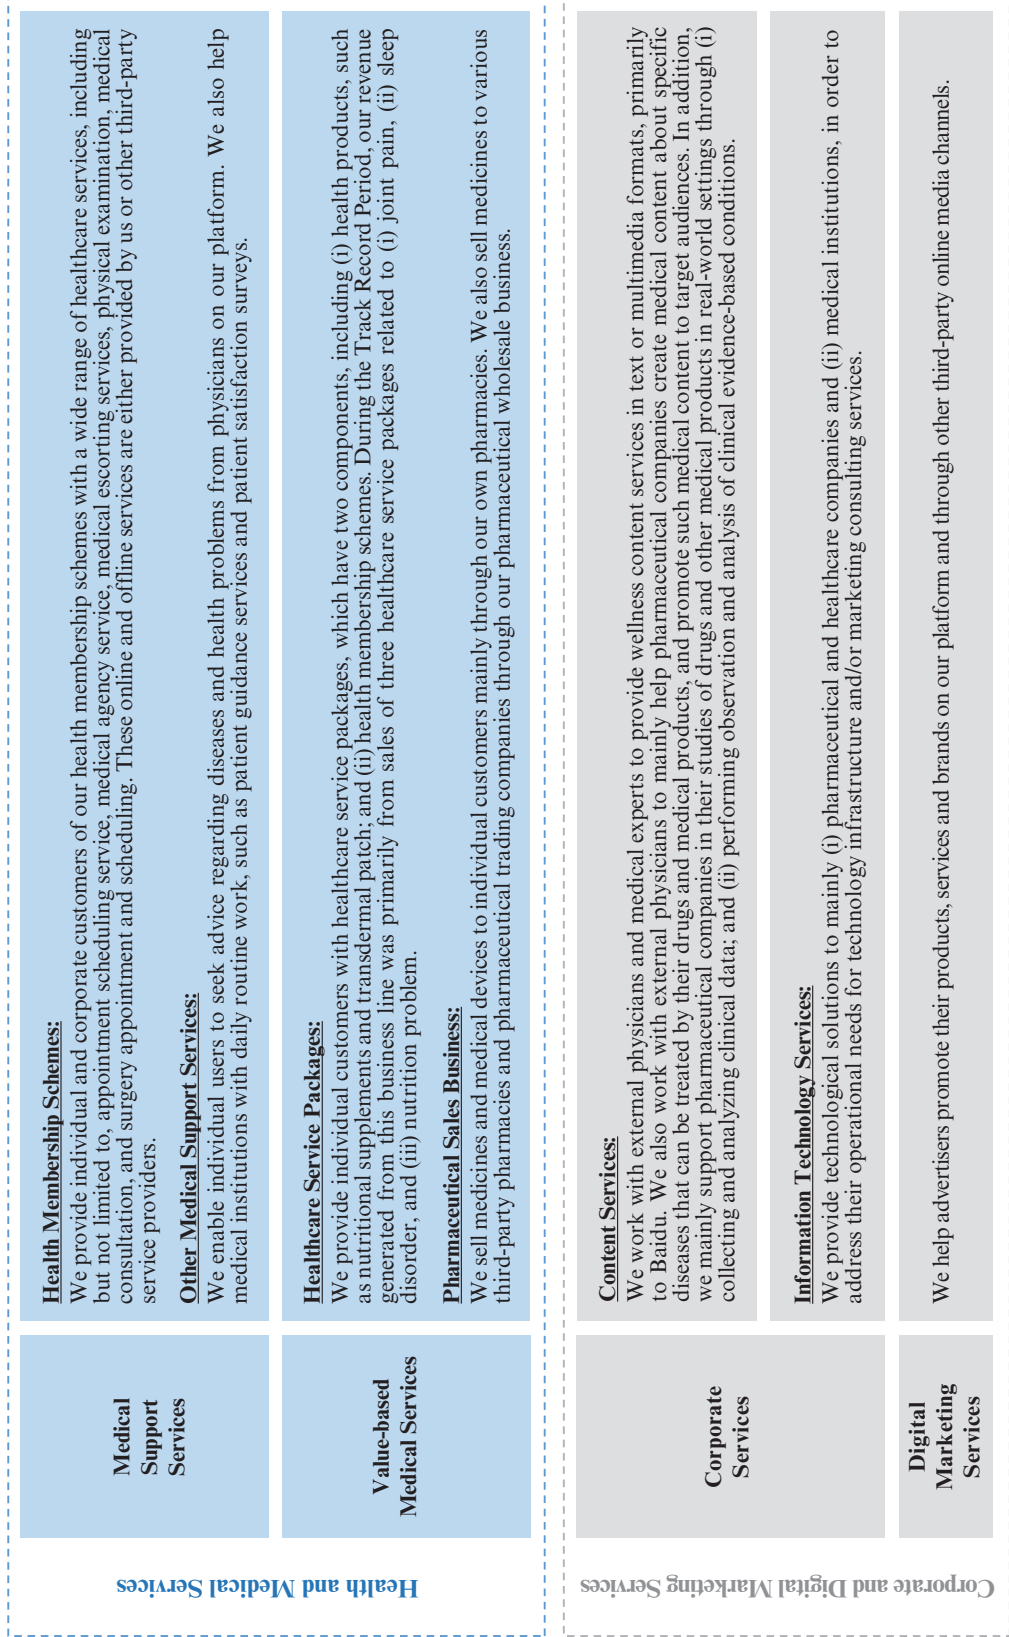 Health and Medical Services
Medical
Support
Services
Health Membership Schemes:
We provide individual and corporate customers of our health membership schemes with a wide range of healthcare services, including
but not limited to, appointment scheduling service, medical agency service, medical escorting services, physical examination, medical
consultation, and surgery appointment and scheduling. These online and offline services are either provided by us or other third-party
service providers.
Other Medical Support Services:
We enable individual users to seek advice regarding diseases and health problems from physicians on our platform. We also help
medical institutions with daily routine work, such as patient guidance services and patient satisfaction surveys.
Value-based
Medical Services
Healthcare Service Packages:
We provide individual customers with healthcare service packages, which have two components, including (i) health products, such
as nutritional supplements and transdermal patch; and (ii) health membership schemes. During the Track Record Period, our revenue
generated from this business line was primarily from sales of three healthcare service packages related to (i) joint pain, (ii) sleep
disorder, and (iii) nutrition problem.
Pharmaceutical Sales Business:
We sell medicines and medical devices to individual customers mainly through our own pharmacies. We also sell medicines to various
third-party pharmacies and pharmaceutical trading companies through our pharmaceutical wholesale business.
Corporate and Digital Marketing Services
Corporate
Services
Content Services:
We work with external physicians and medical experts to provide wellness content services in text or multimedia formats, primarily
to Baidu. We also work with external physicians to mainly help pharmaceutical companies create medical content about specific
diseases that can be treated by their drugs and medical products, and promote such medical content to target audiences. In addition,
we mainly support pharmaceutical companies in their studies of drugs and other medical products in real-world settings through (i)
collecting and analyzing clinical data; and (ii) performing observation and analysis of clinical evidence-based conditions.
Information Technology Services:
We provide technological solutions to mainly (i) pharmaceutical and healthcare companies and (ii) medical institutions, in order to
address their operational needs for technology infrastructure and/or marketing consulting services.
Digital
Marketing
Services
We help advertisers promote their products, services and brands on our platform and through other third-party online media channels.